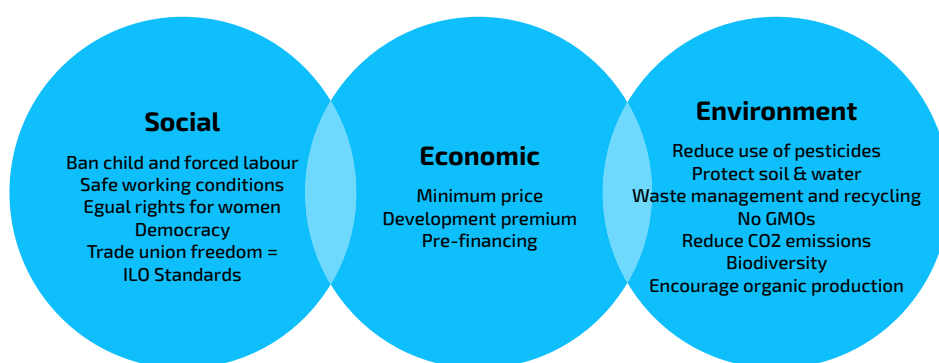 Social
Ban child and forced labour
Safe working conditions
Egual rights for women
Democracy
Trade union freedom =
ILO Standards
Economic
Minimum price
Development premium
Pre-financing
Environment
Reduce use of pesticides
Protect soil & water
Waste management and recycling
No GMOs
Reduce CO2 emissions
Biodiversity
Encourage organic production